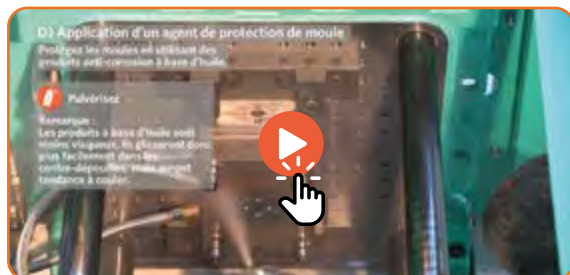 D) Application d'un agent de protection de moule
Protégez les moules en utilisant des
produits anti-corrosion à base d'huile.
Pulvérisez
Remarque :
Les produits à base d'huile sont
moins visqueux, ils glisseront donc
plus facilement dans les
contre-dépouilles, mais auront
tendance à couler.